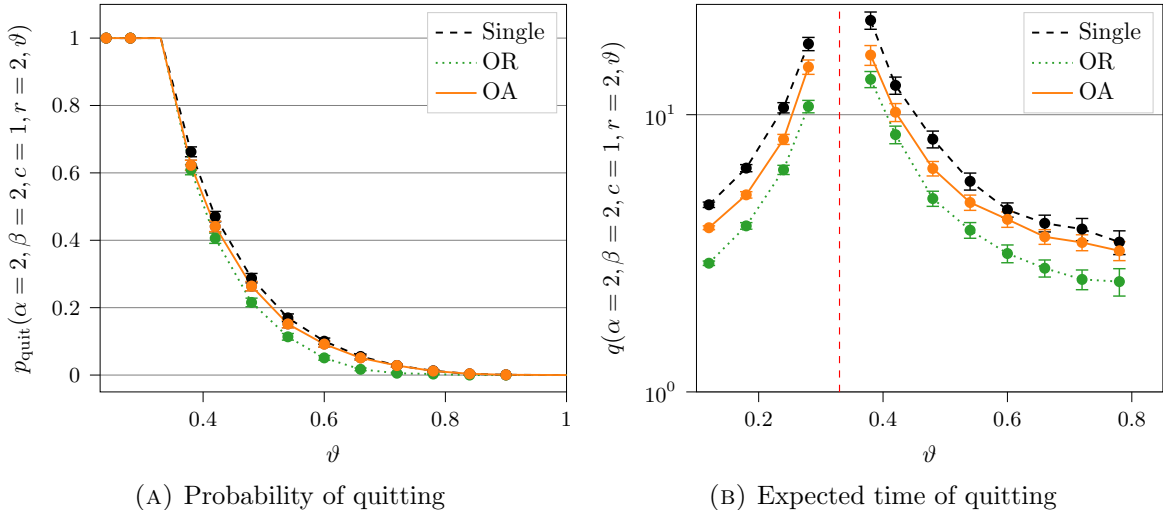 p_quit(α = 2, β = 2, c = 1, r = 2, ϑ)
1
0.8
0.6
0.4
0.2
0
Single
OR
OA
0.4
0.6
0.8
1
ϑ
(A) Probability of quitting
q(α = 2, β = 2, c = 1, r = 2, ϑ)
10^1
10^0
Single
OR
OA
0.2
0.4
0.6
0.8
ϑ
(B) Expected time of quitting